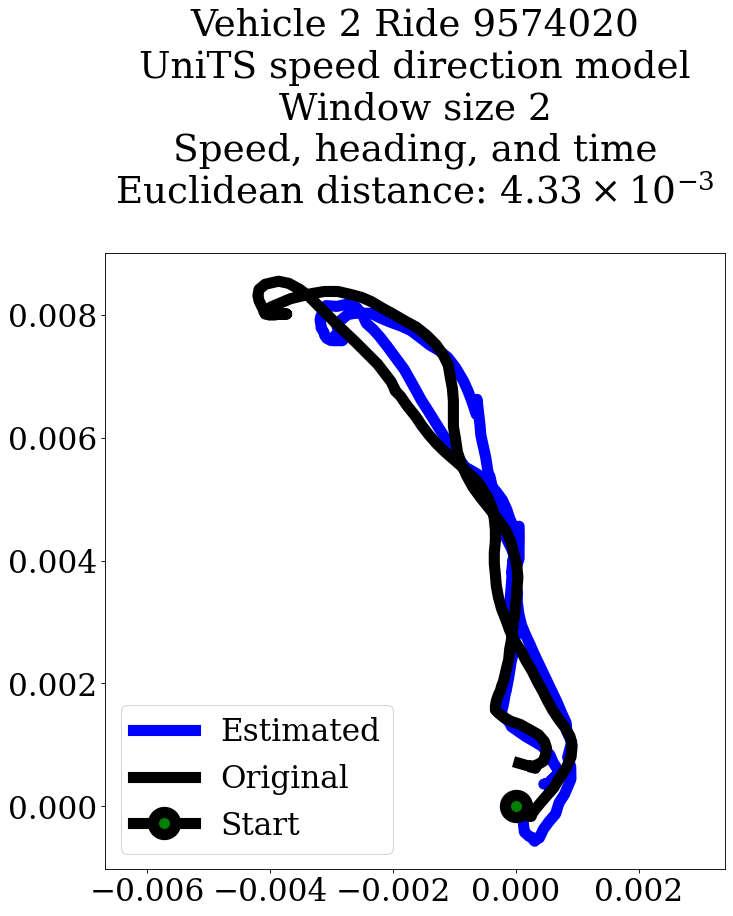 Vehicle 2 Ride 9574020
UniTS speed direction model
Window size 2
Speed, heading, and time
Euclidean distance: 4.33 × 10⁻³
0.008
0.006
0.004
0.002
0.000
Estimated
Original
Start
−0.006 −0.004 −0.002 0.000 0.002